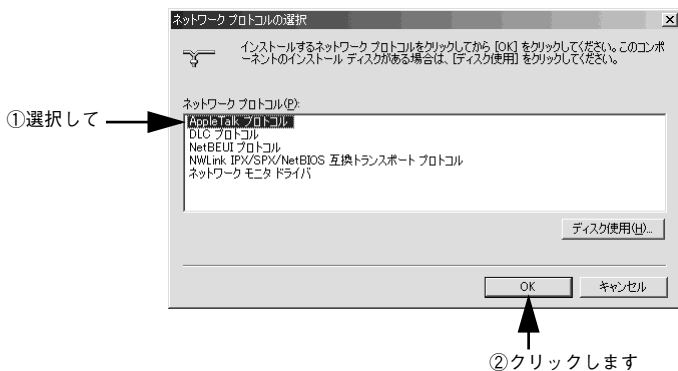 ネットワーク プロトコルの選択
インストールするネットワーク プロトコルをクリックしてから [OK] をクリックしてください。このコンポ
ーネントのインストール ディスクがある場合は、[ディスク使用] をクリックしてください。
ネットワーク プロトコル(P):
①選択して
AppleTalk プロトコル
DLC プロトコル
NetBEUI プロトコル
NWLink IPX/SPX/NetBIOS 互換トランスポート プロトコル
ネットワーク モニタ ドライバ
ディスク使用(H)...
OK
キャンセル
②クリックします